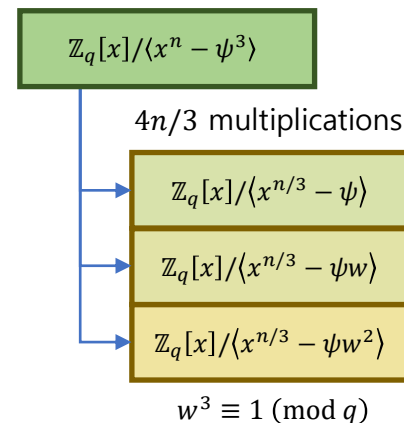 ℤ_q[x]/⟨x^n − ψ^3⟩
4n/3 multiplications
ℤ_q[x]/⟨x^{n/3} − ψ⟩
ℤ_q[x]/⟨x^{n/3} − ψw⟩
ℤ_q[x]/⟨x^{n/3} − ψw^2⟩
w^3 ≡ 1 (mod q)